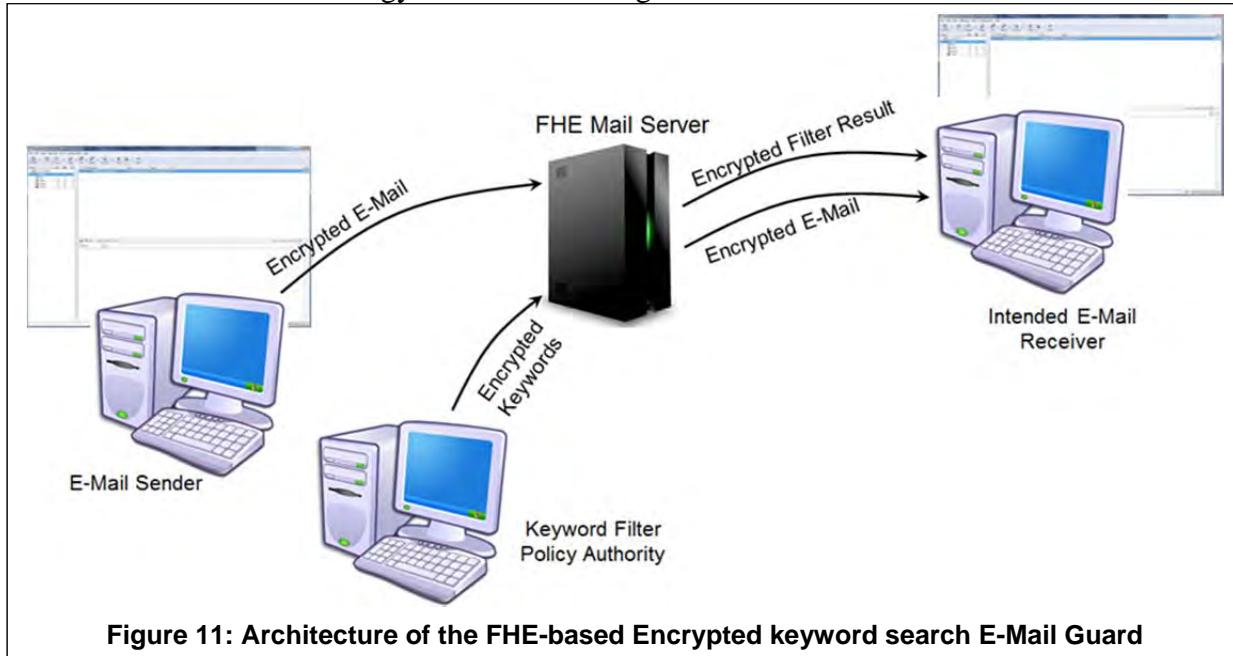 FHE Mail Server
Encrypted E-Mail
Encrypted Filter Result
Encrypted E-Mail
Encrypted
Keywords
E-Mail Sender
Keyword Filter
Policy Authority
Intended E-Mail
Receiver
Figure 11: Architecture of the FHE-based Encrypted keyword search E-Mail Guard